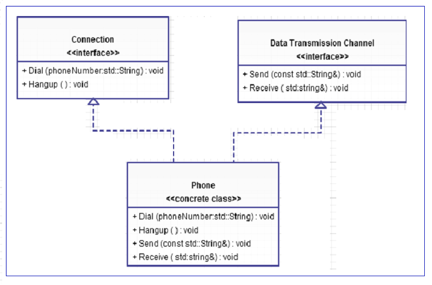 Connection
<<interface>>
+ Dial (phoneNumber:std::String) : void
+ Hangup ( ) : void
Data Transmission Channel
<<interface>>
+ Send (const std::String&) : void
+ Receive ( std:string&) : void
Phone
<<concrete class>>
+ Dial (phoneNumber:std::String) : void
+ Hangup ( ) : void
+ Send (const std::String&) : void
+ Receive ( std:string&) : void